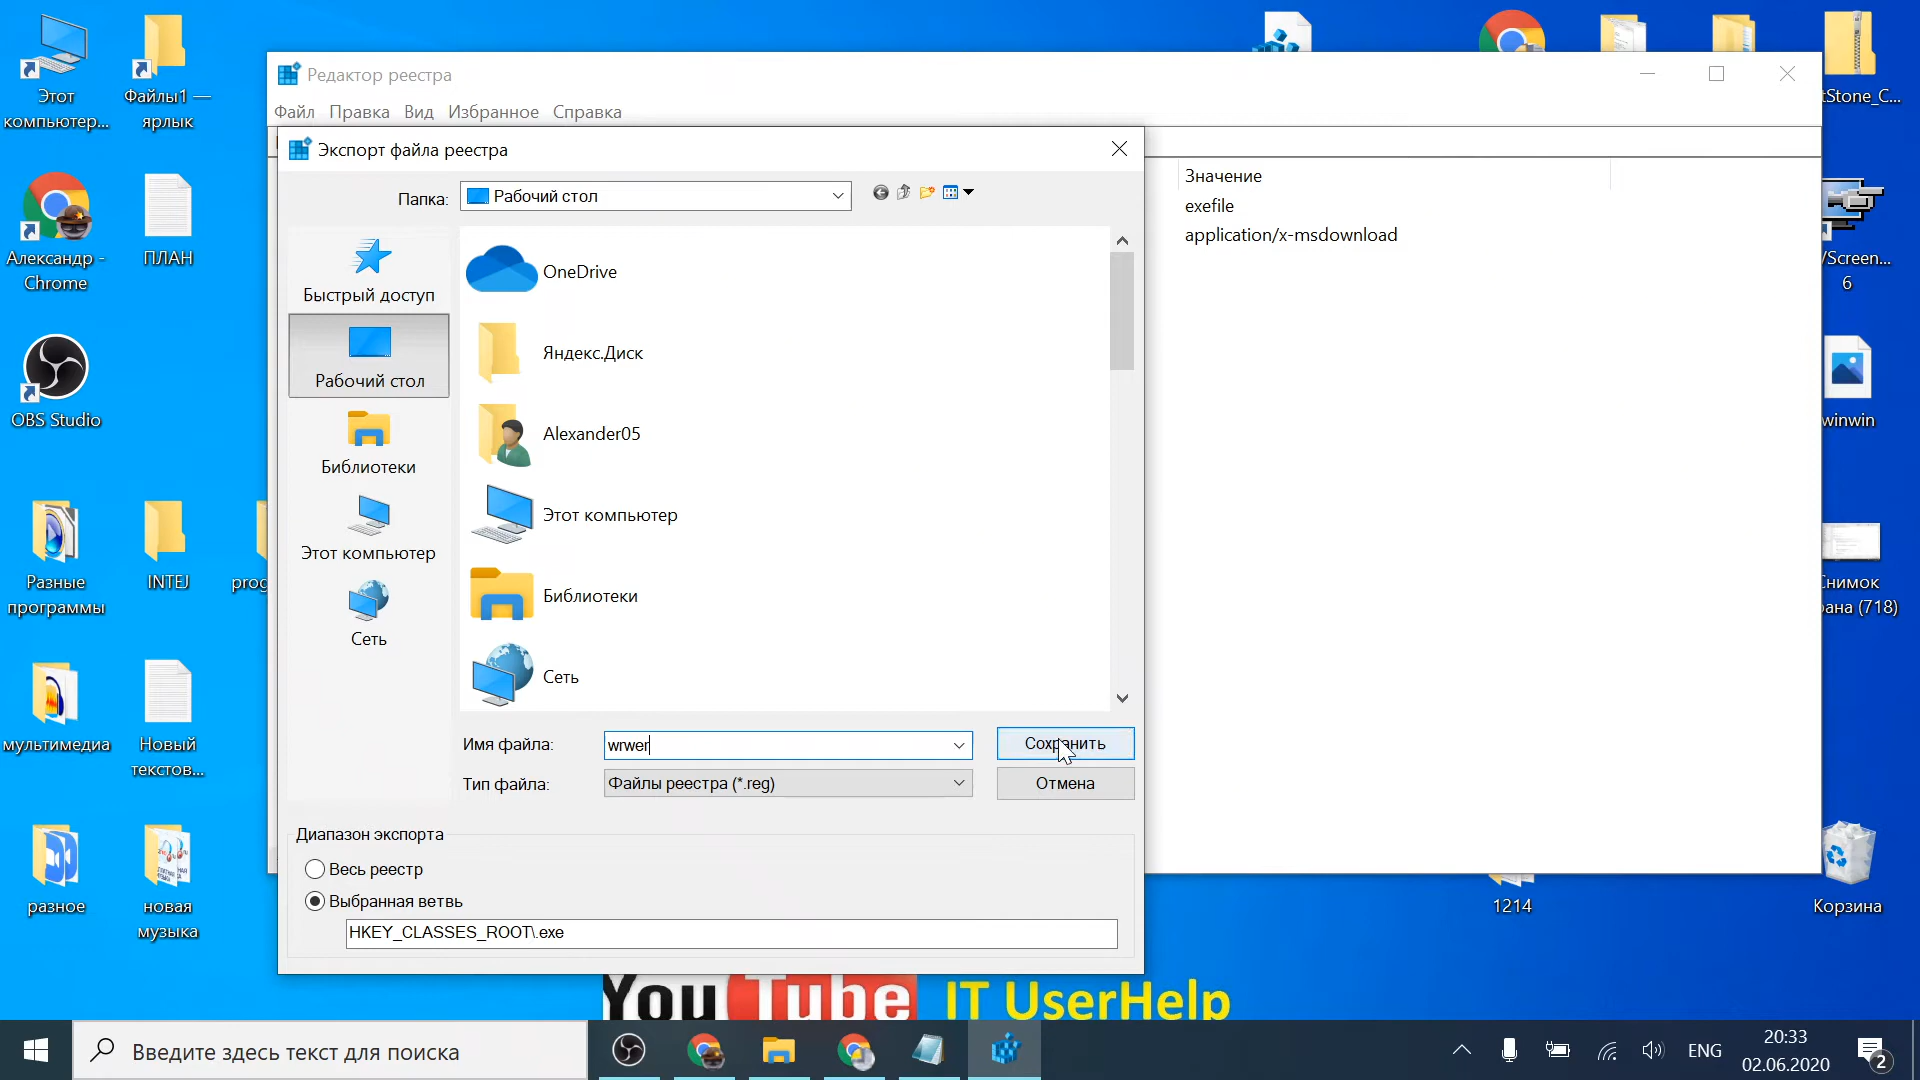 Этот
компьютер...
Файлы1 —
ярлык
Александр -
Chrome
ПЛАН
OBS Studio
Разные
программы
INTEJ
prog
мультимедиа
Новый
текстов...
разное
новая
музыка
Редактор реестра
Файл Правка Вид Избранное Справка
Значение
exefile
application/x-msdownload
Экспорт файла реестра
Папка:
Рабочий стол
Быстрый доступ
Рабочий стол
Библиотеки
Этот компьютер
Сеть
OneDrive
Яндекс.Диск
Alexander05
Этот компьютер
Библиотеки
Сеть
Имя файла:
wrwer
Сохранить
Тип файла:
Файлы реестра (*.reg)
Отмена
Диапазон экспорта
Весь реестр
Выбранная ветвь
HKEY_CLASSES_ROOT\.exe
tStone_C...
/Screen...
6
winwin
Снимок
рана (718)
1214
Корзина
YouTube IT UserHelp
Введите здесь текст для поиска
ENG
20:33
02.06.2020
2